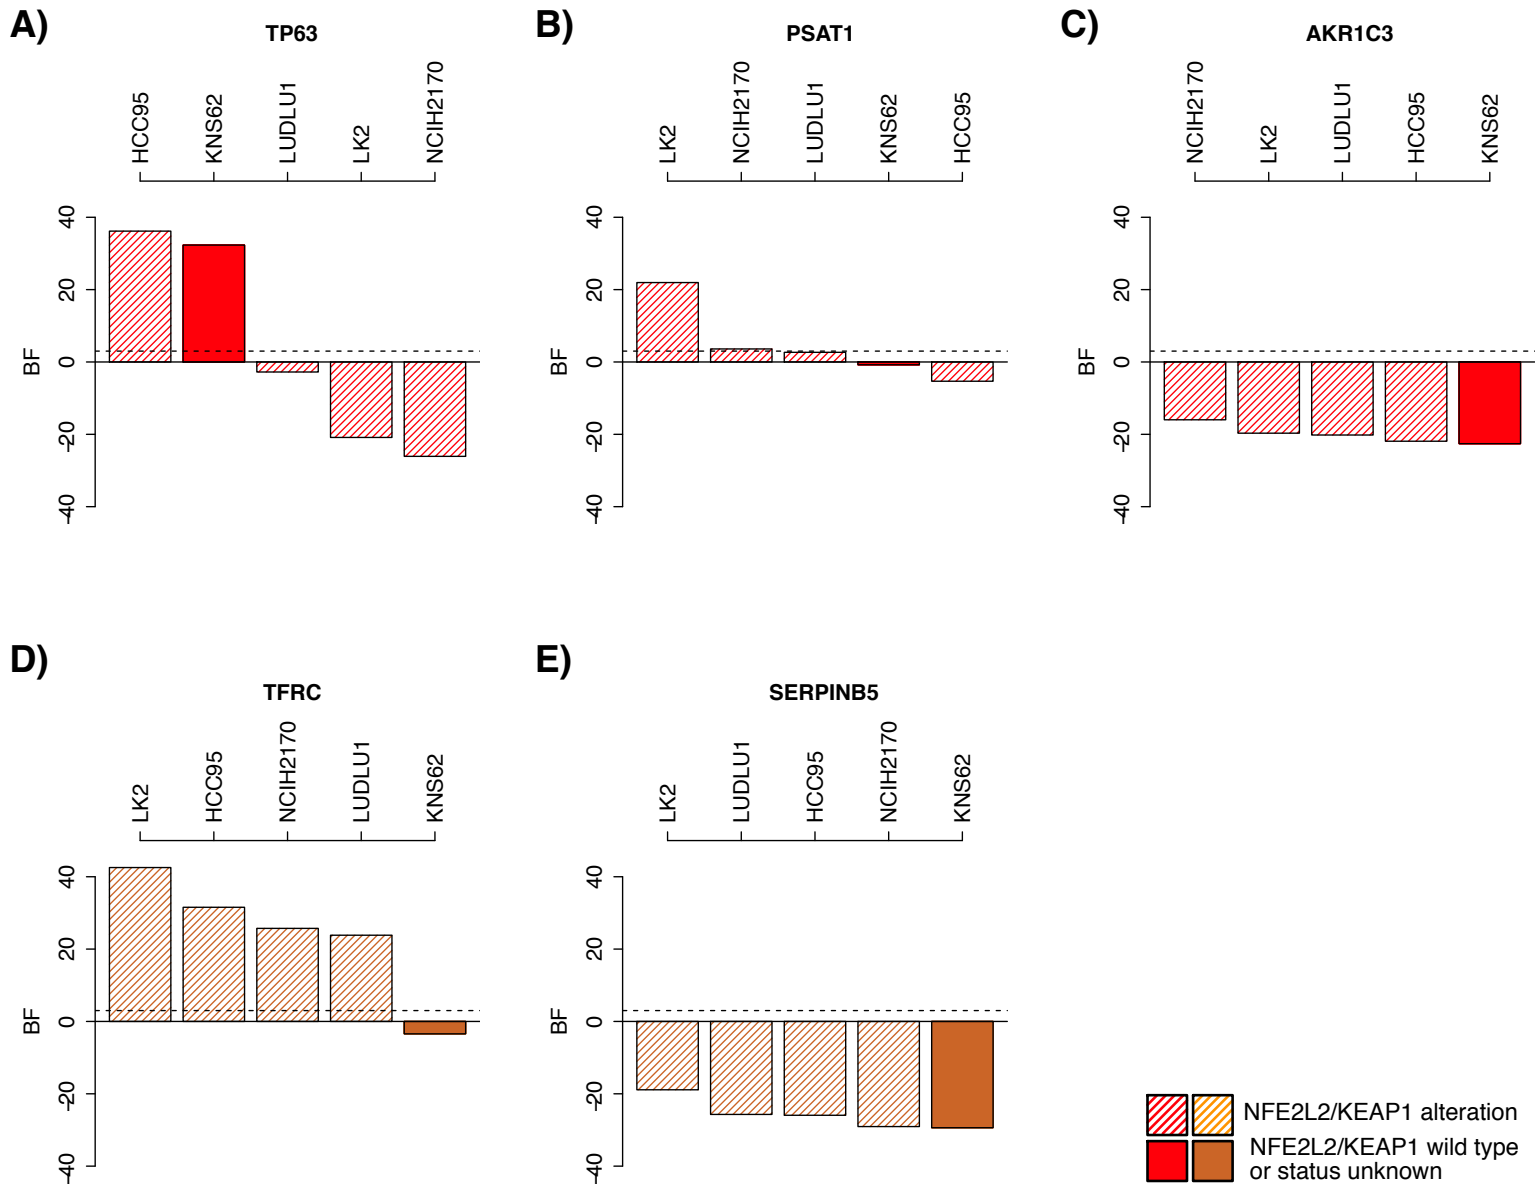 A)
TP63
HCC95
KNS62
LUDLU1
LK2
NCIH2170
BF
40
20
0
-20
-40
B)
PSAT1
LK2
NCIH2170
LUDLU1
KNS62
HCC95
BF
40
20
0
-20
-40
C)
AKR1C3
NCIH2170
LK2
LUDLU1
HCC95
KNS62
BF
40
20
0
-20
-40
D)
TFRC
LK2
HCC95
NCIH2170
LUDLU1
KNS62
BF
40
20
0
-20
-40
E)
SERPINB5
LK2
LUDLU1
HCC95
NCIH2170
KNS62
BF
40
20
0
-20
-40
NFE2L2/KEAP1 alteration
NFE2L2/KEAP1 wild type
or status unknown